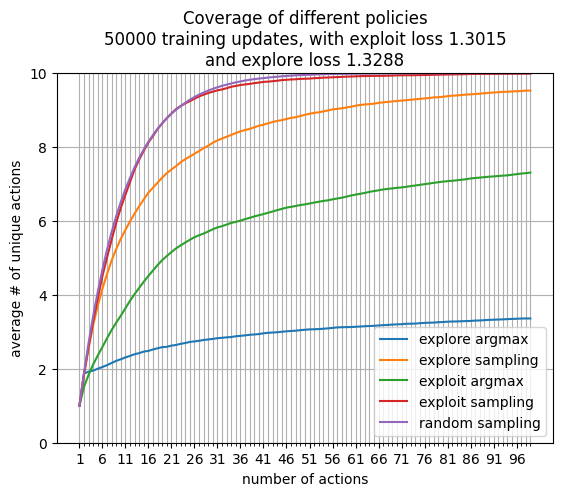 Coverage of different policies
50000 training updates, with exploit loss 1.3015
and explore loss 1.3288
10
8
6
4
2
0
average # of unique actions
explore argmax
explore sampling
exploit argmax
exploit sampling
random sampling
1 6 11 16 21 26 31 36 41 46 51 56 61 66 71 76 81 86 91 96
number of actions